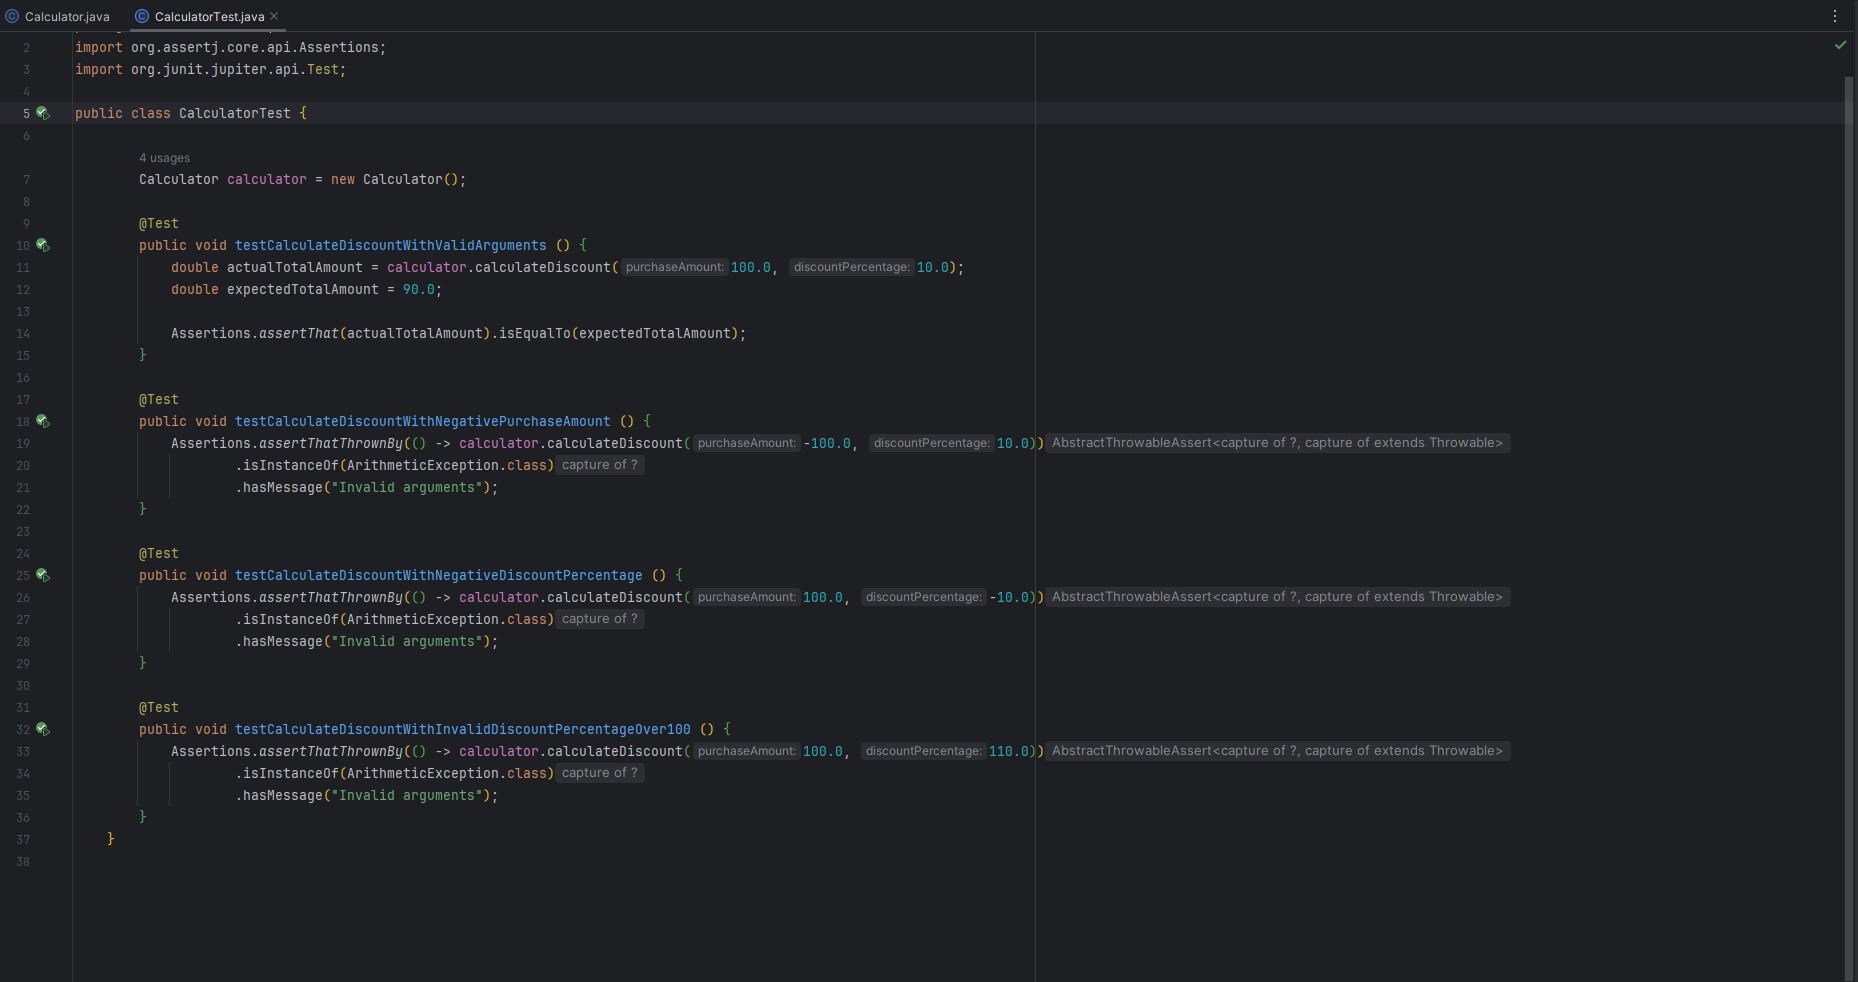 Calculator.java CalculatorTest.java
2 import org.assertj.core.api.Assertions;
3 import org.junit.jupiter.api.Test;
4
5 public class CalculatorTest {
6
4 usages
7 Calculator calculator = new Calculator();
8
9 @Test
10 public void testCalculateDiscountWithValidArguments () {
11 double actualTotalAmount = calculator.calculateDiscount( purchaseAmount: 100.0, discountPercentage: 10.0);
12 double expectedTotalAmount = 90.0;
13
14 Assertions.assertThat(actualTotalAmount).isEqualTo(expectedTotalAmount);
15 }
16
17 @Test
18 public void testCalculateDiscountWithNegativePurchaseAmount () {
19 Assertions.assertThatThrownBy(() -> calculator.calculateDiscount( purchaseAmount: -100.0, discountPercentage: 10.0)) AbstractThrowableAssert<capture of ?, capture of extends Throwable>
20 .isInstanceOf(ArithmeticException.class) capture of ?
21 .hasMessage("Invalid arguments");
22 }
23
24 @Test
25 public void testCalculateDiscountWithNegativeDiscountPercentage () {
26 Assertions.assertThatThrownBy(() -> calculator.calculateDiscount( purchaseAmount: 100.0, discountPercentage: -10.0)) AbstractThrowableAssert<capture of ?, capture of extends Throwable>
27 .isInstanceOf(ArithmeticException.class) capture of ?
28 .hasMessage("Invalid arguments");
29 }
30
31 @Test
32 public void testCalculateDiscountWithInvalidDiscountPercentageOver100 () {
33 Assertions.assertThatThrownBy(() -> calculator.calculateDiscount( purchaseAmount: 100.0, discountPercentage: 110.0)) AbstractThrowableAssert<capture of ?, capture of extends Throwable>
34 .isInstanceOf(ArithmeticException.class) capture of ?
35 .hasMessage("Invalid arguments");
36 }
37 }
38